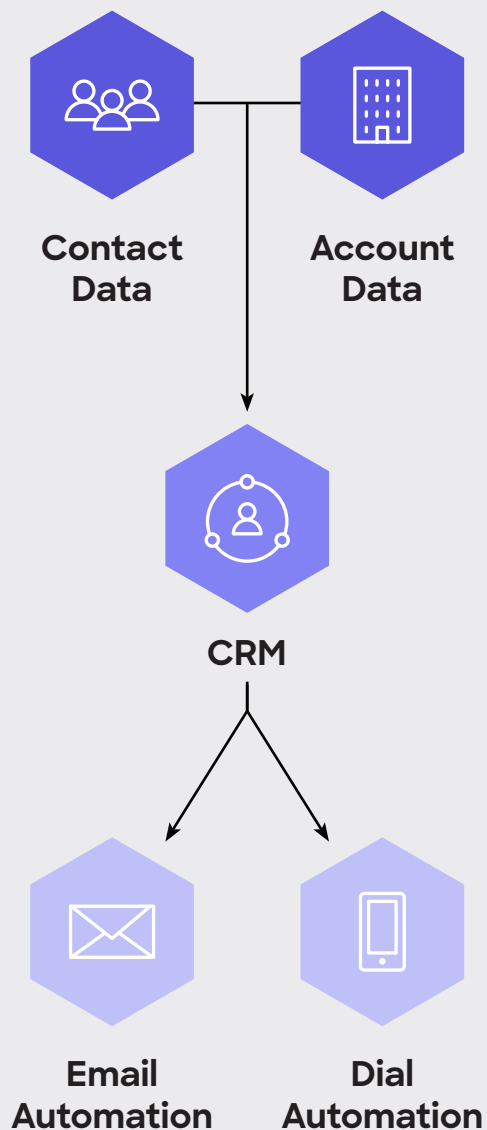 Contact
Data
Account
Data
CRM
Email
Automation
Dial
Automation